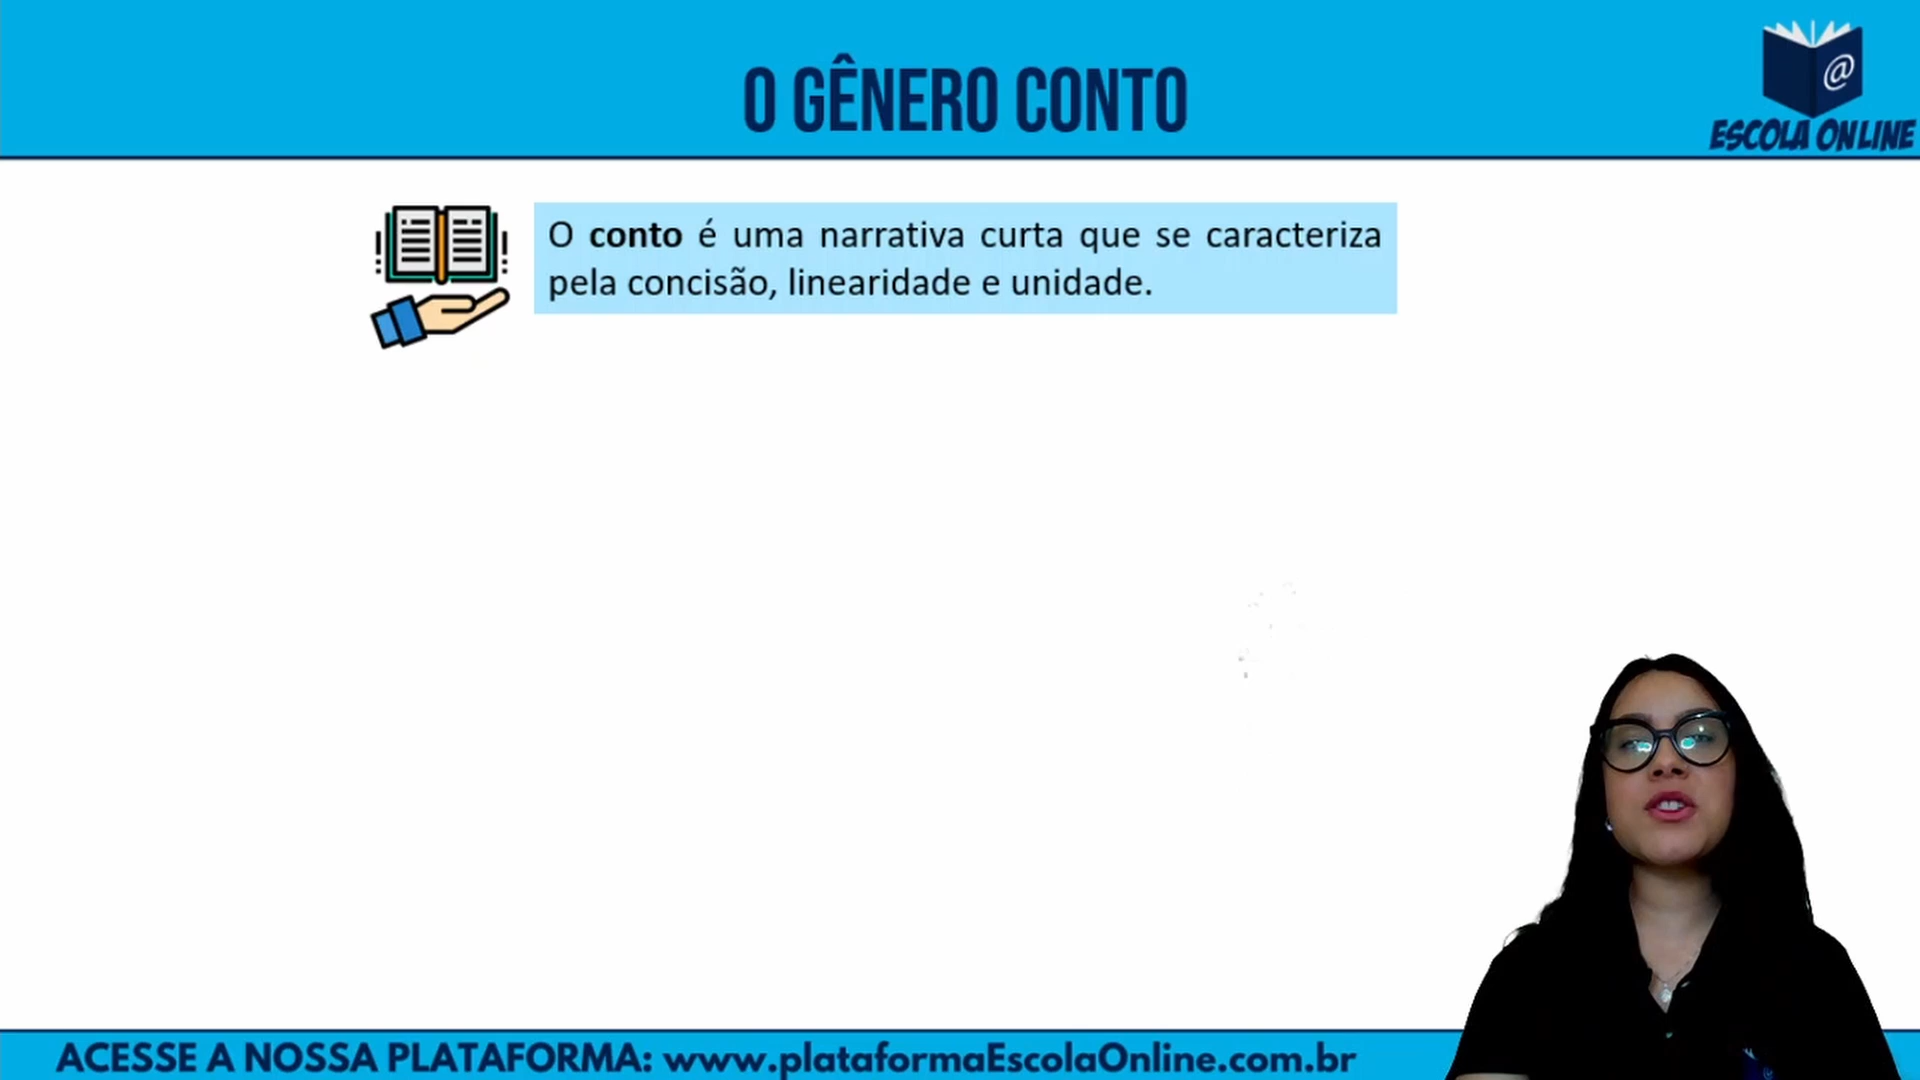 O GÊNERO CONTO
@
ESCOLA ONLINE
O conto é uma narrativa curta que se caracteriza
pela concisão, linearidade e unidade.
ACESSE A NOSSA PLATAFORMA: www.plataformaEscolaOnline.com.br